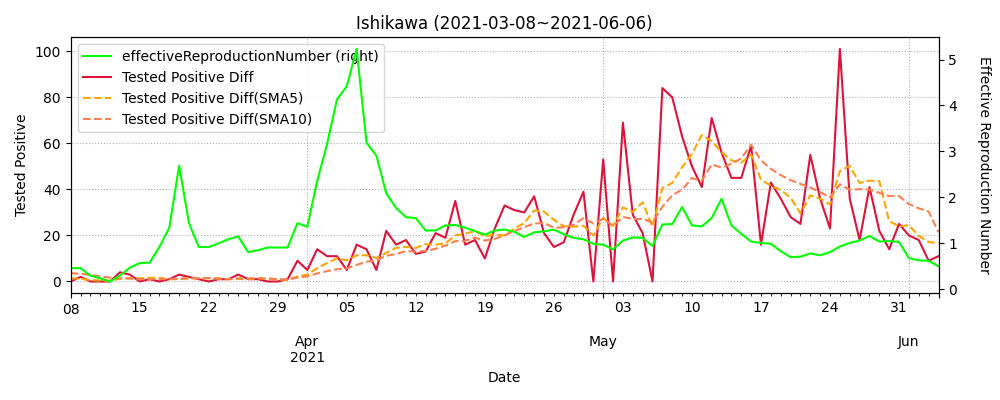 Ishikawa (2021-03-08~2021-06-06)
effectiveReproductionNumber (right)
Tested Positive Diff
Tested Positive Diff(SMA5)
Tested Positive Diff(SMA10)
Tested Positive
100
80
60
40
20
0
Effective Reproduction Number
5
4
3
2
1
0
08 15 22 29 05 12 19 26 03 10 17 24 31
Apr May Jun
2021
Date